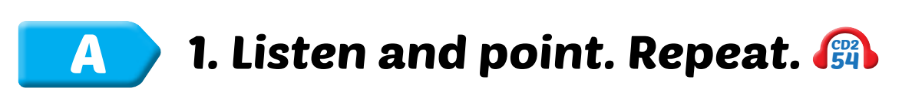 A 1. Listen and point. Repeat. CD2
54